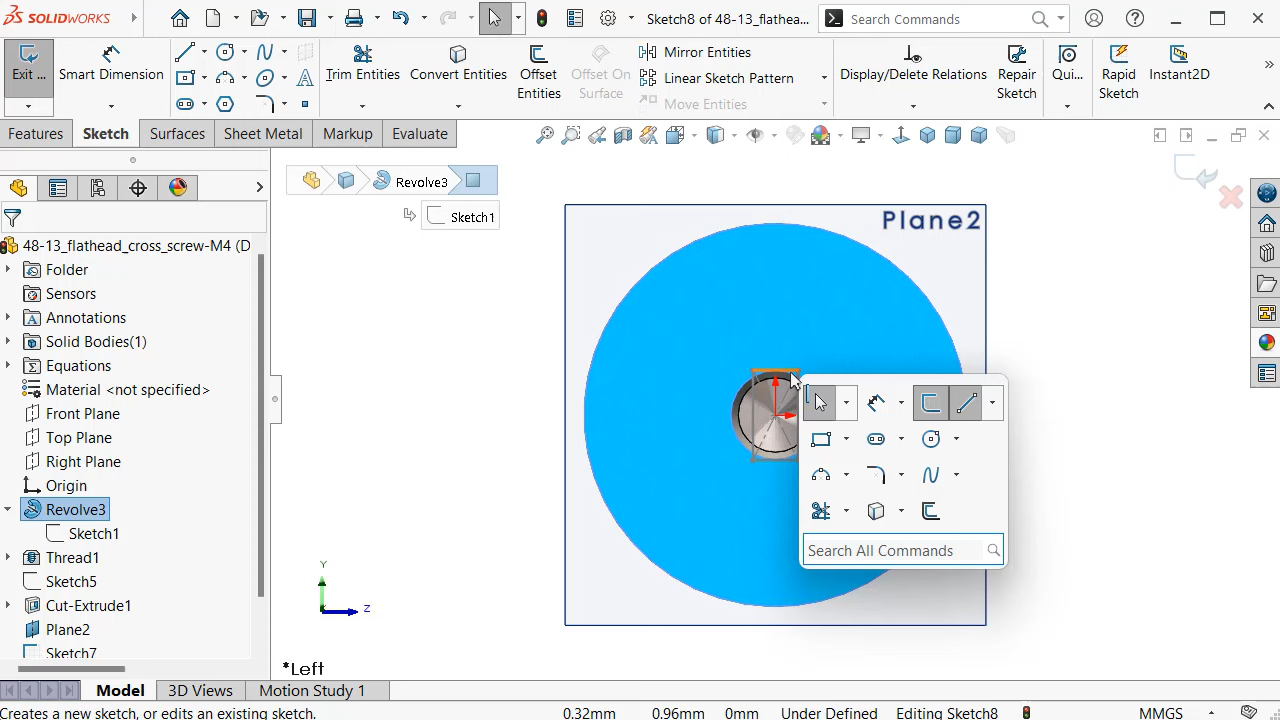 SOLIDWORKS
Sketch8 of 48-13_flathea...
Search Commands
Exit ...
Smart Dimension
Trim Entities
Convert Entities
Offset Entities
Offset On Surface
Mirror Entities
Linear Sketch Pattern
Move Entities
Display/Delete Relations
Repair Sketch
Qui...
Rapid Sketch
Instant2D
Features
Sketch
Surfaces
Sheet Metal
Markup
Evaluate
Revolve3
Sketch1
Plane2
48-13_flathead_cross_screw-M4 (D
Folder
Sensors
Annotations
Solid Bodies(1)
Equations
Material <not specified>
Front Plane
Top Plane
Right Plane
Origin
Revolve3
Sketch1
Thread1
Sketch5
Cut-Extrude1
Plane2
Sketch7
Search All Commands
Y
Z
*Left
Model
3D Views
Motion Study 1
Creates a new sketch, or edits an existing sketch.
0.32mm
0.96mm
0mm
Under Defined
Editing Sketch8
MMGS